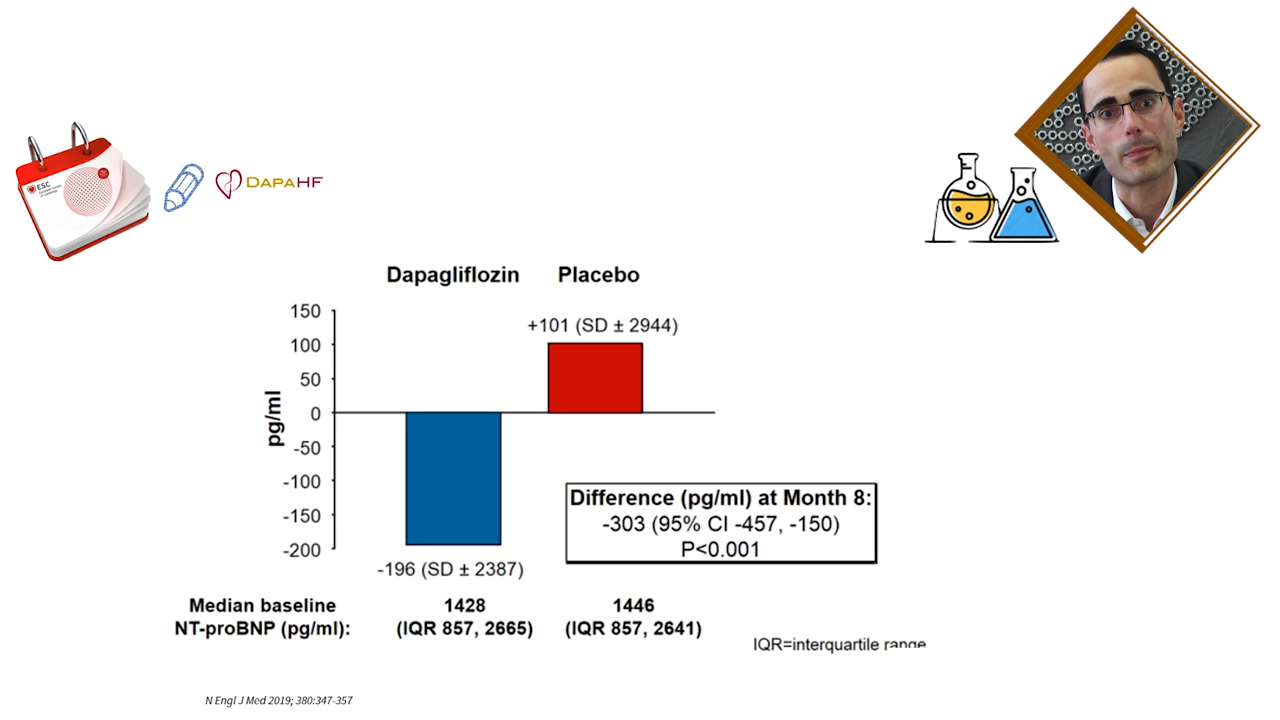 ESC
DAPAHF
Dapagliflozin Placebo
150
100
50
0
-50
-100
-150
-200
pg/ml
+101 (SD ± 2944)
-196 (SD ± 2387)
Difference (pg/ml) at Month 8:
-303 (95% CI -457, -150)
P<0.001
Median baseline 1428 1446
NT-proBNP (pg/ml): (IQR 857, 2665) (IQR 857, 2641)
IQR=interquartile range
N Engl J Med 2019; 380:347-357